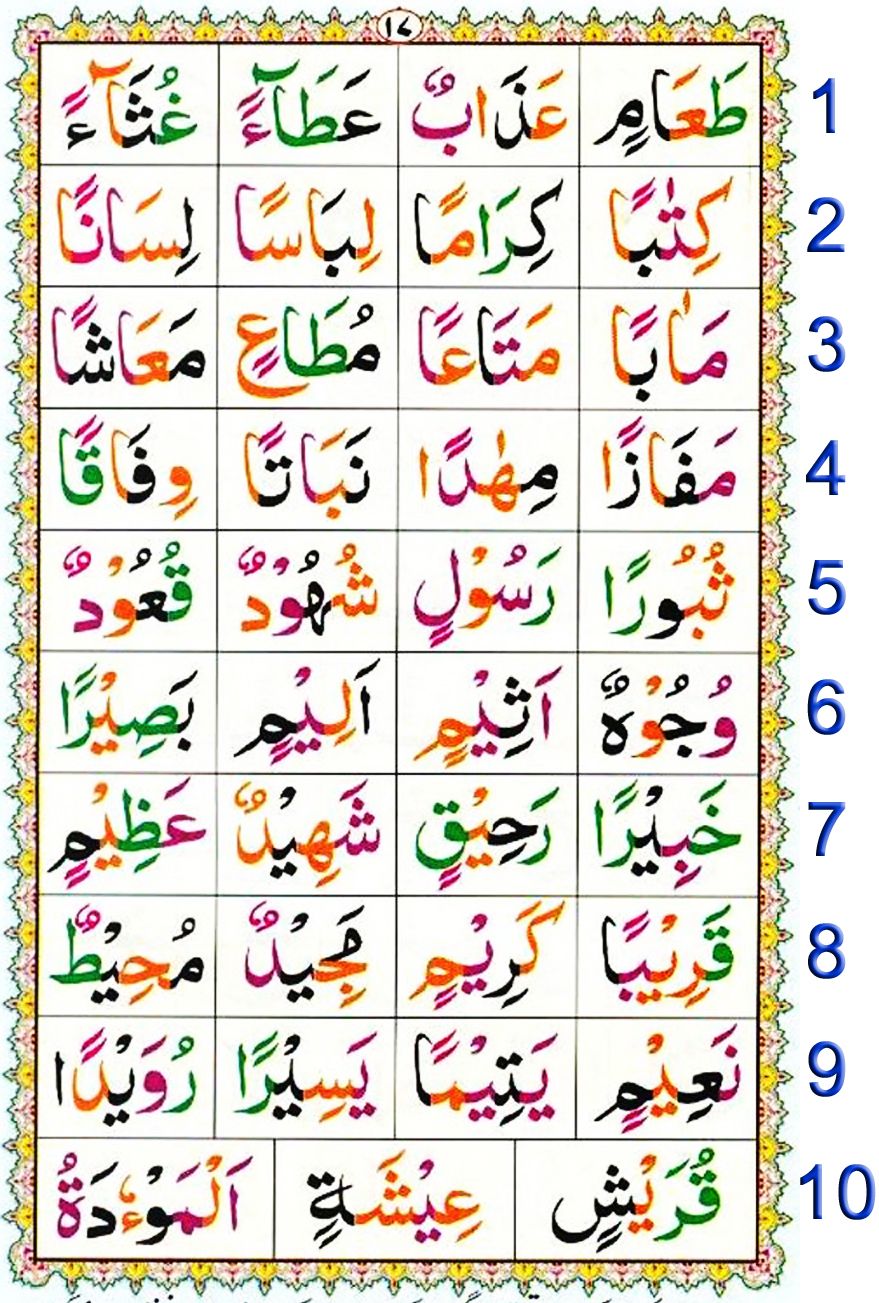 ١٧
طَعَامٍ عَذَابٌ عَطَآءً غُثَآءً 1
كِتٰبًا كِرَامًا لِبَاسًا لِسَانًا 2
مَاٰبًا مَتَاعًا مُطَاعٍ مَعَاشًا 3
مَفَازًا مِهٰدًا نَبَاتًا وِفَاقًا 4
ثُبُورًا رَسُوْلٍ شُهُوْدٌ قُعُوْدٌ 5
وُجُوْهٌ اَثِيْمٍ اَلِيْمٍ بَصِيْرًا 6
خَبِيْرًا رَحِيْقٍ شَهِيْدٌ عَظِيْمٍ 7
قَرِيْبًا كَرِيْمٍ مَجِيْدٌ مُحِيْطٌ 8
نَعِيْمٍ يَتِيْمًا يَسِيْرًا رُوَيْدًا 9
قُرَيْشٍ عِيْشَةٍ اَلْمَوْءٗدَةُ 10